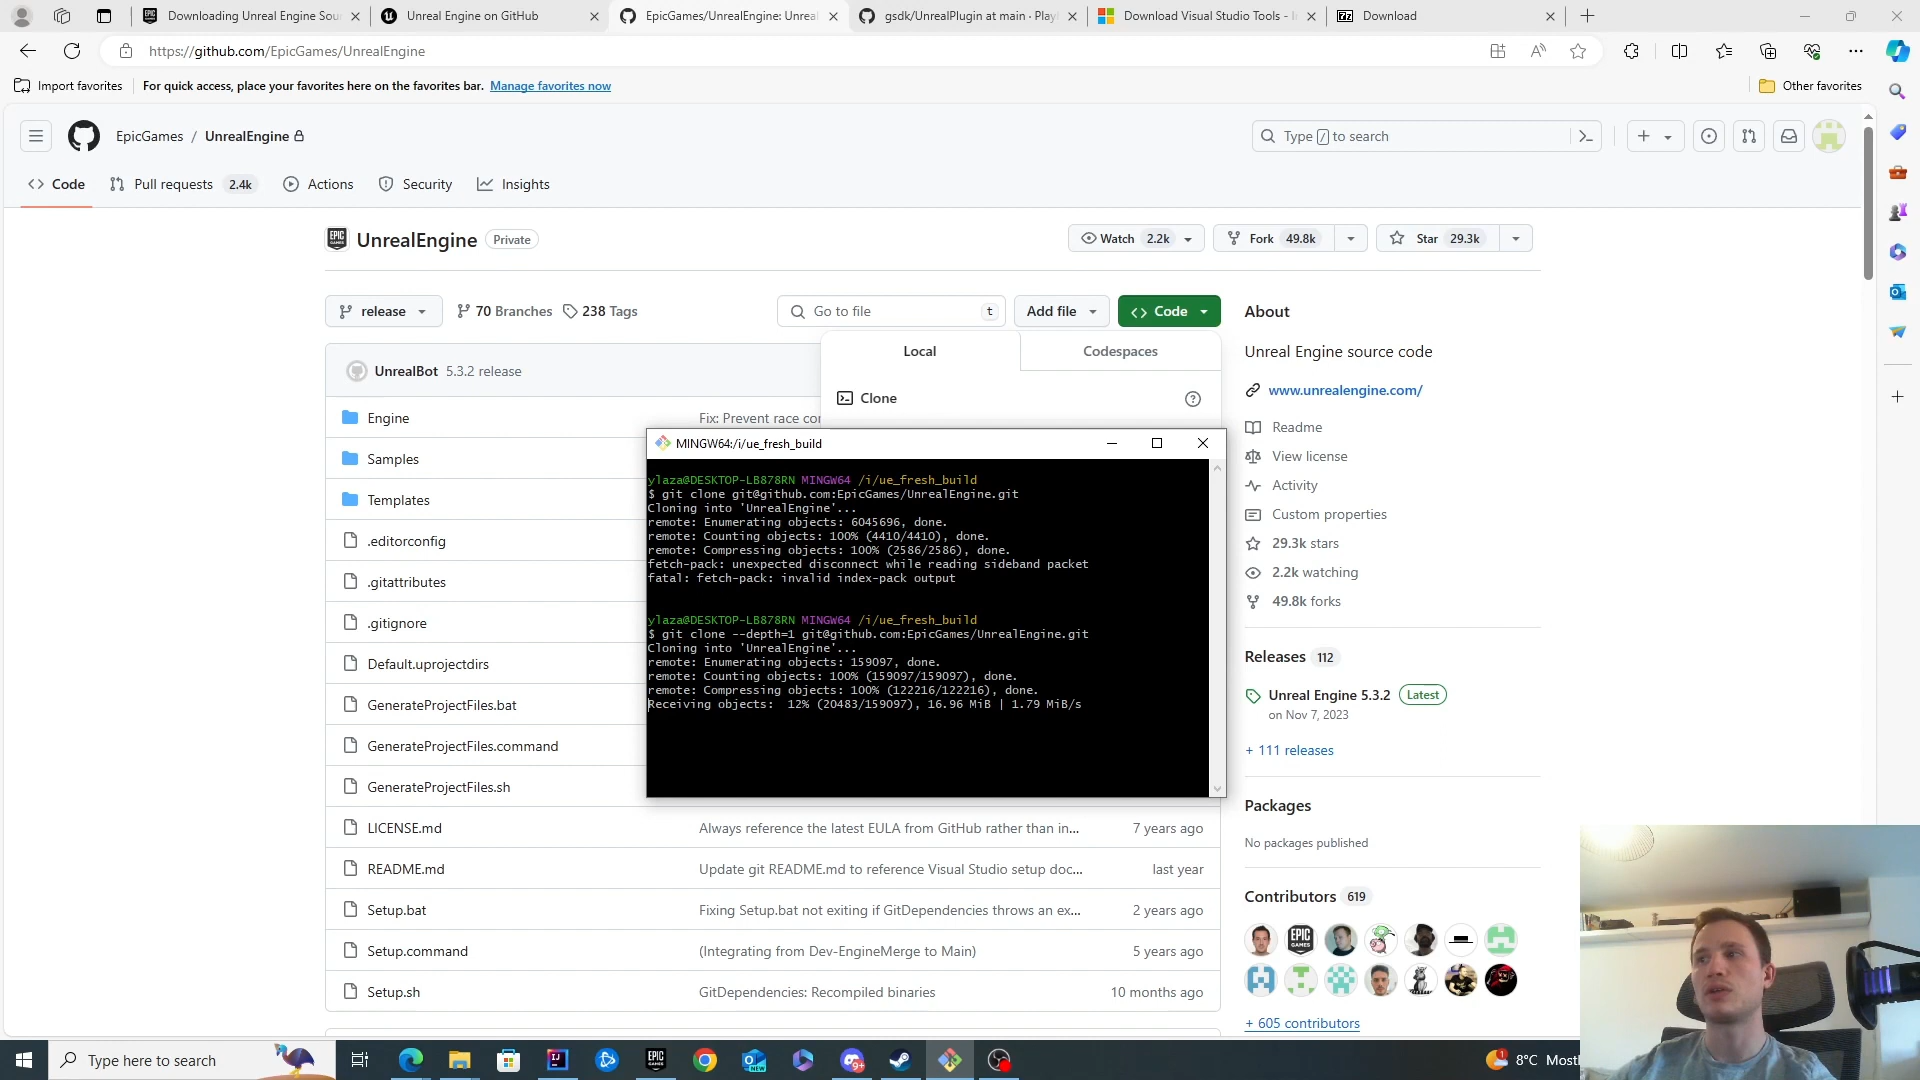 Downloading Unreal Engine Sou
Unreal Engine on GitHub
EpicGames/UnrealEngine: Unreal
gsdk/UnrealPlugin at main · Play
Download Visual Studio Tools - I
Download
https://github.com/EpicGames/UnrealEngine
Import favorites
For quick access, place your favorites here on the favorites bar. Manage favorites now
Other favorites
EpicGames / UnrealEngine
Type / to search
Code
Pull requests 2.4k
Actions
Security
Insights
UnrealEngine Private
Watch 2.2k
Fork 49.8k
Star 29.3k
release
70 Branches
238 Tags
Go to file t
Add file
Code
Local
Codespaces
Clone
UnrealBot 5.3.2 release
Engine
Fix: Prevent race co
Samples
Templates
.editorconfig
.gitattributes
.gitignore
Default.uprojectdirs
GenerateProjectFiles.bat
GenerateProjectFiles.command
GenerateProjectFiles.sh
LICENSE.md
Always reference the latest EULA from GitHub rather than in...
7 years ago
README.md
Update git README.md to reference Visual Studio setup doc...
last year
Setup.bat
Fixing Setup.bat not exiting if GitDependencies throws an ex...
2 years ago
Setup.command
(Integrating from Dev-EngineMerge to Main)
5 years ago
Setup.sh
GitDependencies: Recompiled binaries
10 months ago
MINGW64:/i/ue_fresh_build
ylaza@DESKTOP-LB878RN MINGW64 /i/ue_fresh_build
$ git clone git@github.com:EpicGames/UnrealEngine.git
Cloning into 'UnrealEngine'...
remote: Enumerating objects: 6045696, done.
remote: Counting objects: 100% (4410/4410), done.
remote: Compressing objects: 100% (2586/2586), done.
fetch-pack: unexpected disconnect while reading sideband packet
fatal: fetch-pack: invalid index-pack output
ylaza@DESKTOP-LB878RN MINGW64 /i/ue_fresh_build
$ git clone --depth=1 git@github.com:EpicGames/UnrealEngine.git
Cloning into 'UnrealEngine'...
remote: Enumerating objects: 159097, done.
remote: Counting objects: 100% (159097/159097), done.
remote: Compressing objects: 100% (122216/122216), done.
Receiving objects: 12% (20483/159097), 16.96 MiB | 1.79 MiB/s
About
Unreal Engine source code
www.unrealengine.com/
Readme
View license
Activity
Custom properties
29.3k stars
2.2k watching
49.8k forks
Releases 112
Unreal Engine 5.3.2 Latest
on Nov 7, 2023
+ 111 releases
Packages
No packages published
Contributors 619
EPIC GAMES
+ 605 contributors
Type here to search
8°C Mostl